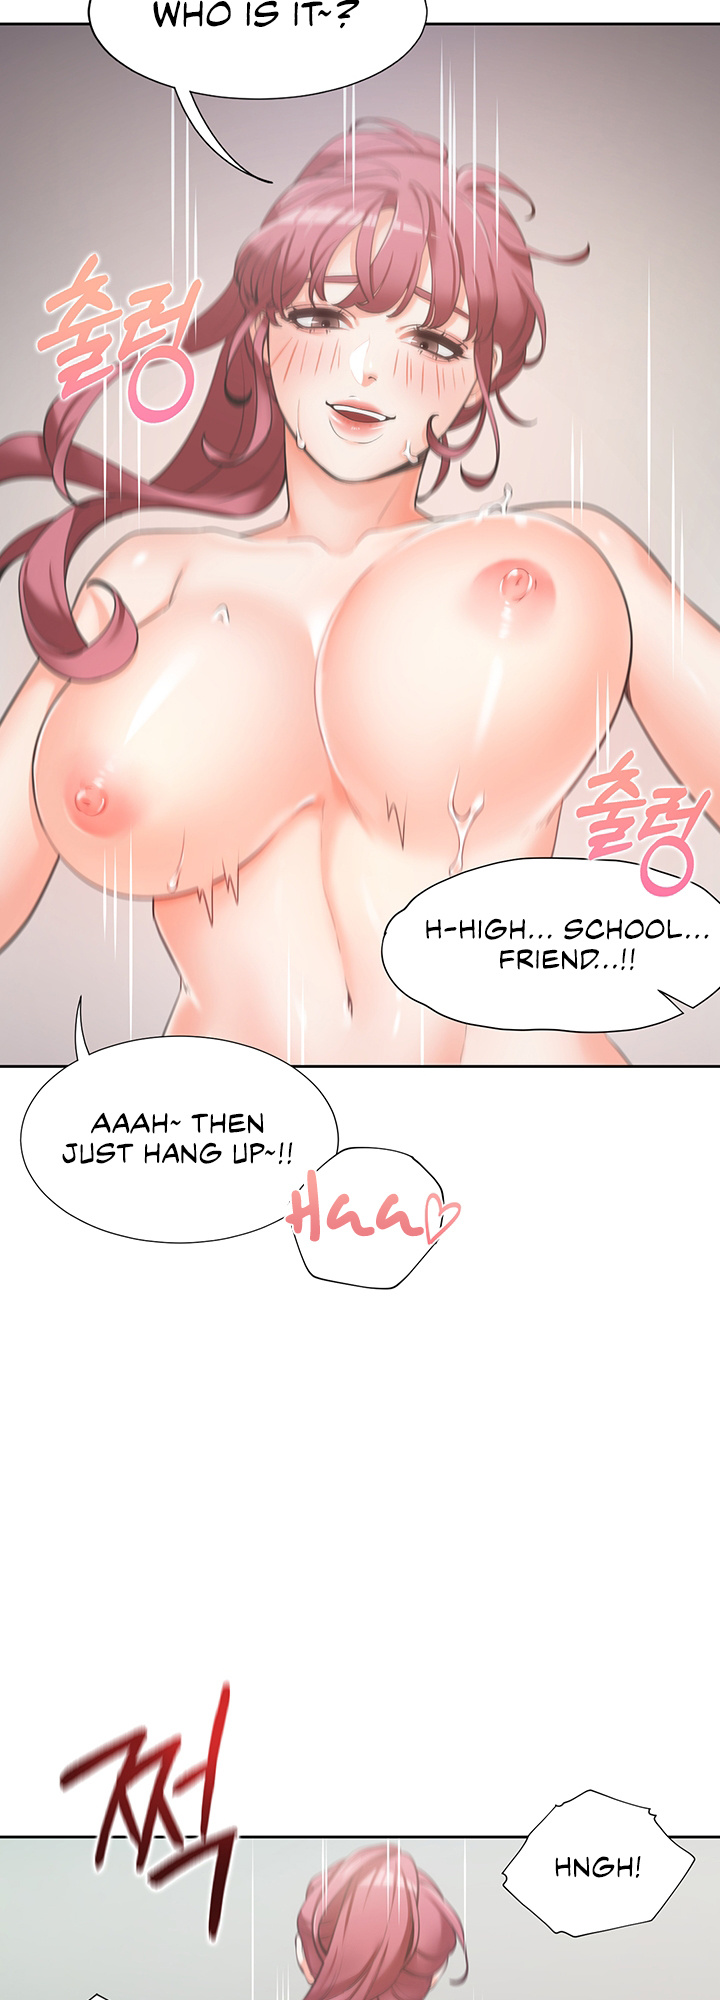 WHO IS IT~?
출렁
출렁
H-HIGH... SCHOOL...
FRIEND...!!
AAAH~ THEN
JUST HANG UP~!!
Haa♡
쩍
HNGH!